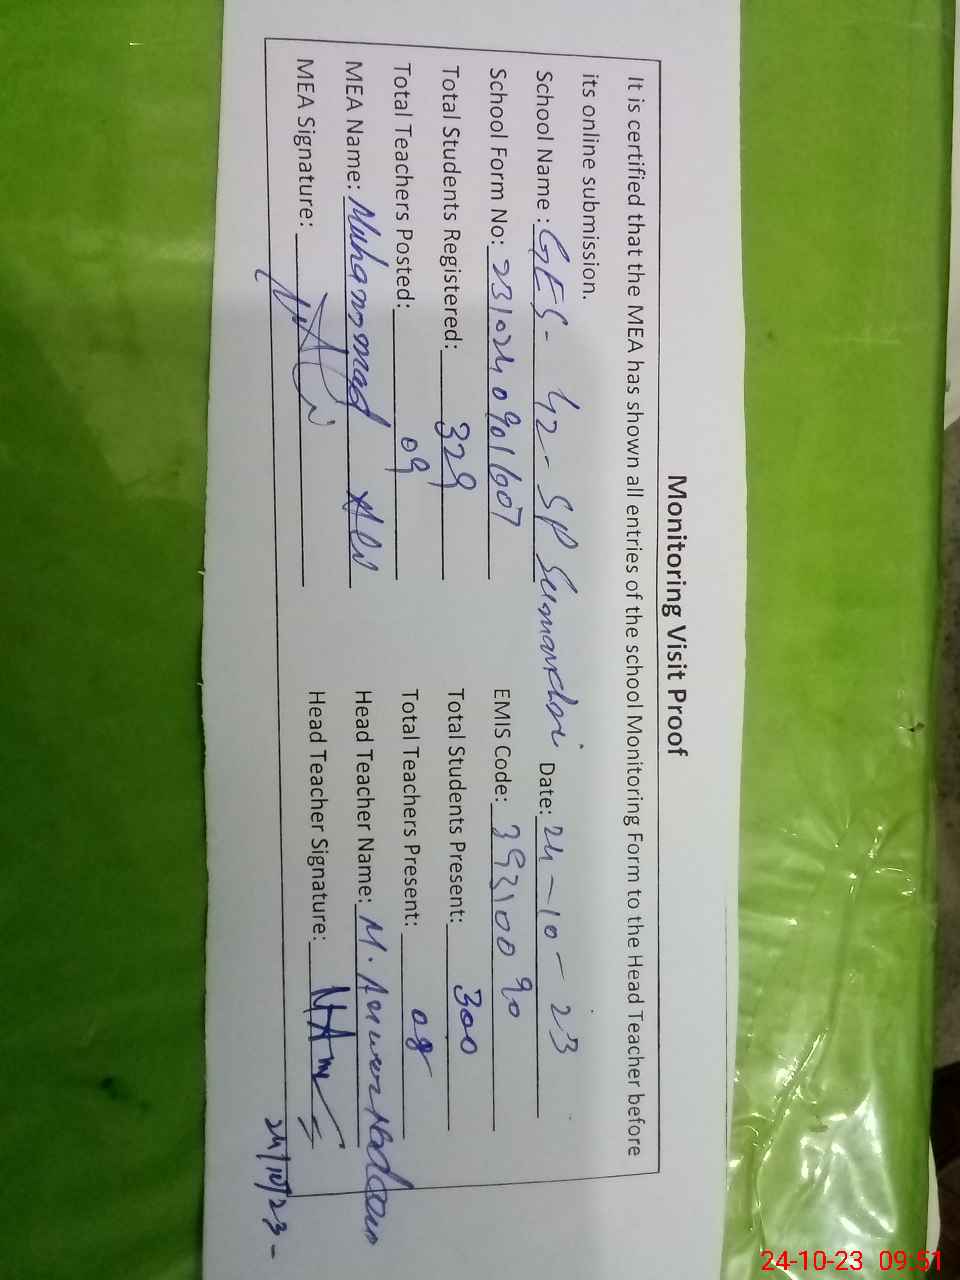 Monitoring Visit Proof
It is certified that the MEA has shown all entries of the school Monitoring Form to the Head Teacher before
its online submission.
School Name : GES- 42- SP Sumandri Date: 24-10-23
School Form No: 2310240901607 EMIS Code: 39310090
Total Students Registered: 329 Total Students Present: 300
Total Teachers Posted: 09 Total Teachers Present: 08
MEA Name: Muhammad Ali Head Teacher Name: M. Anwer
MEA Signature: Head Teacher Signature:
24/10/23-
24-10-23 09:51